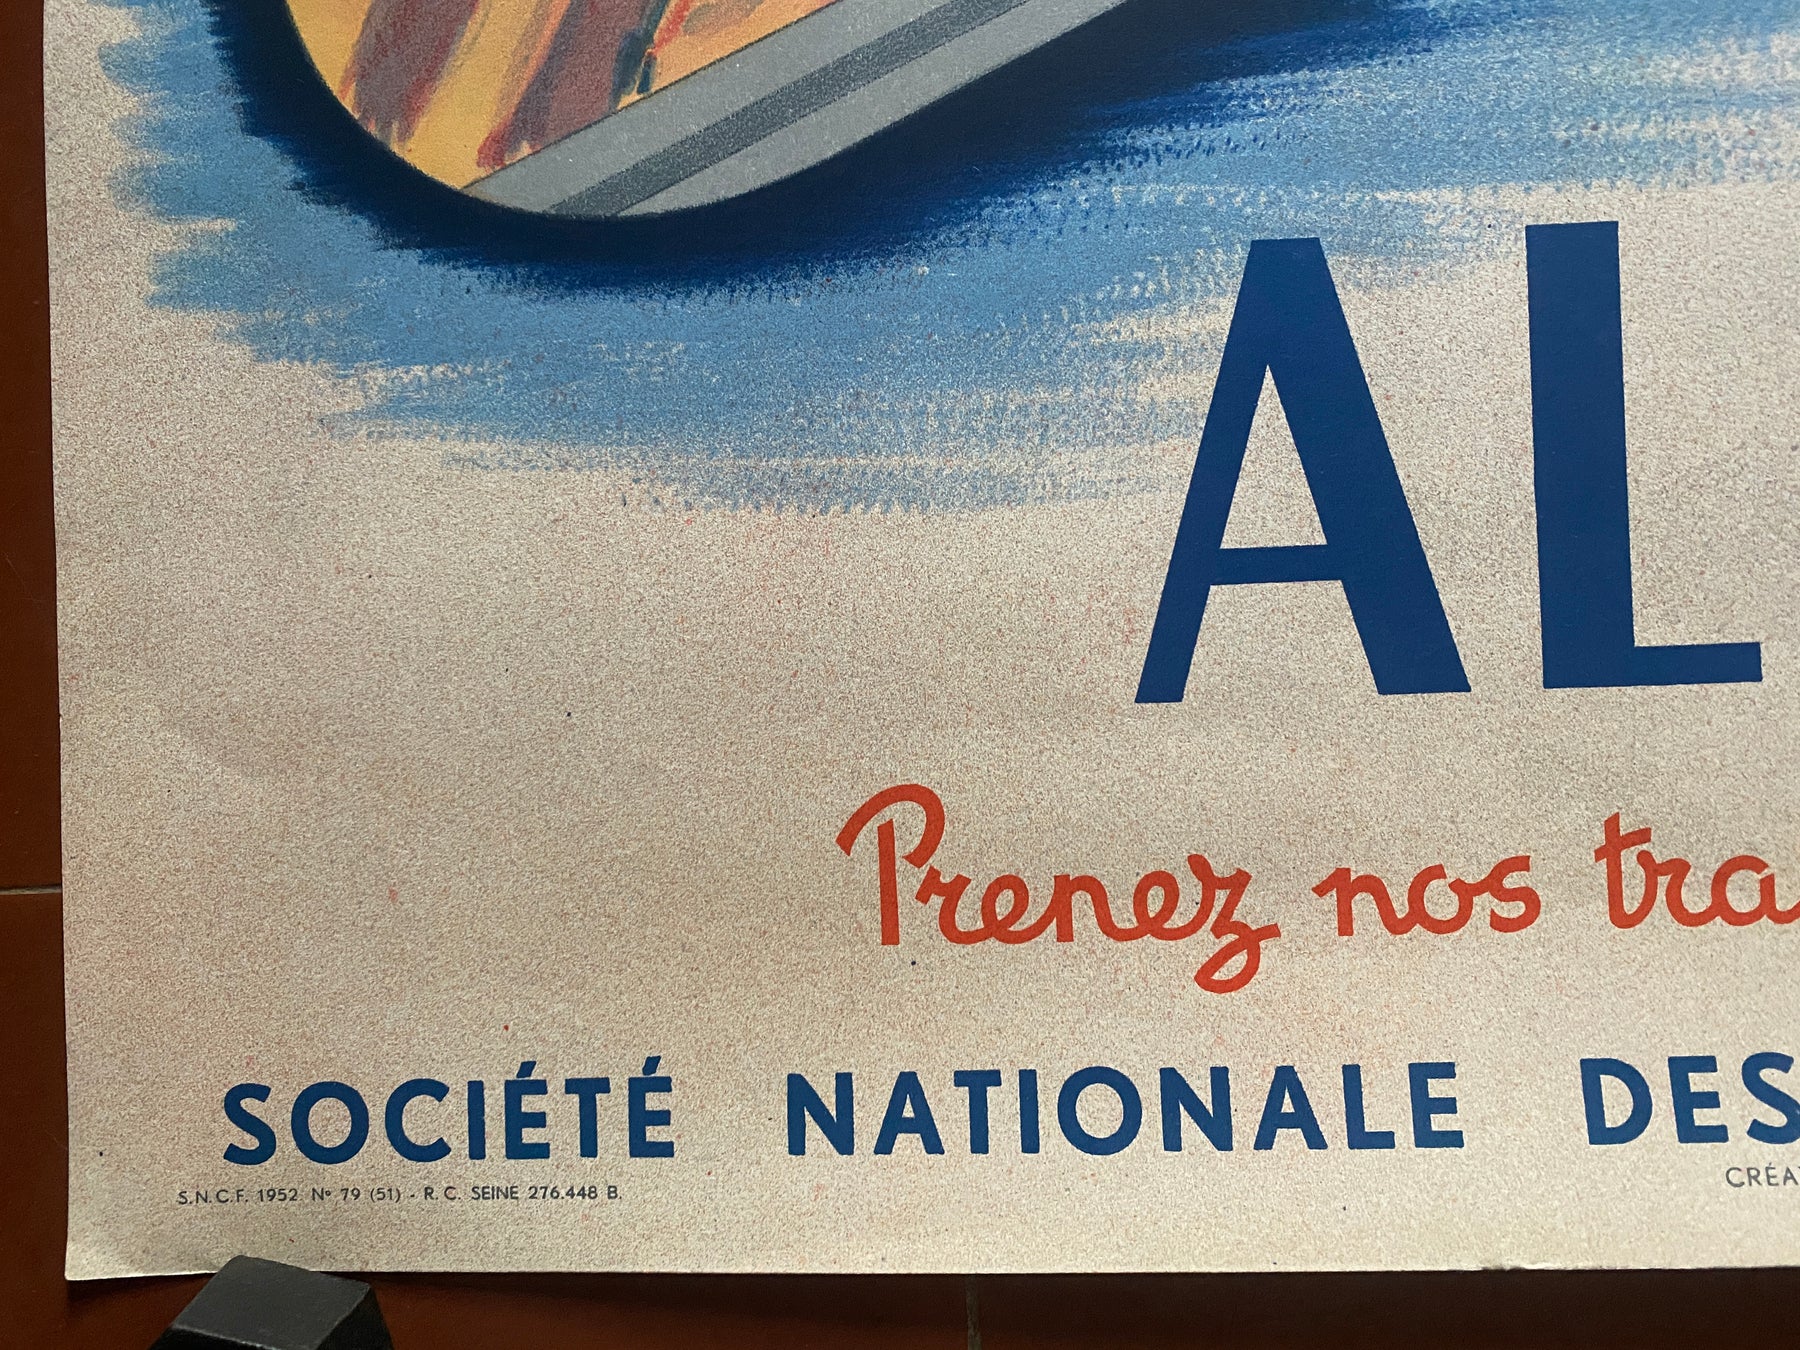 AL
Prenez nos tra
SOCIÉTÉ NATIONALE DES
S.N.C.F. 1952 Nº 79 (51) - R. C. SEINE 276.448 B.
CRÉA